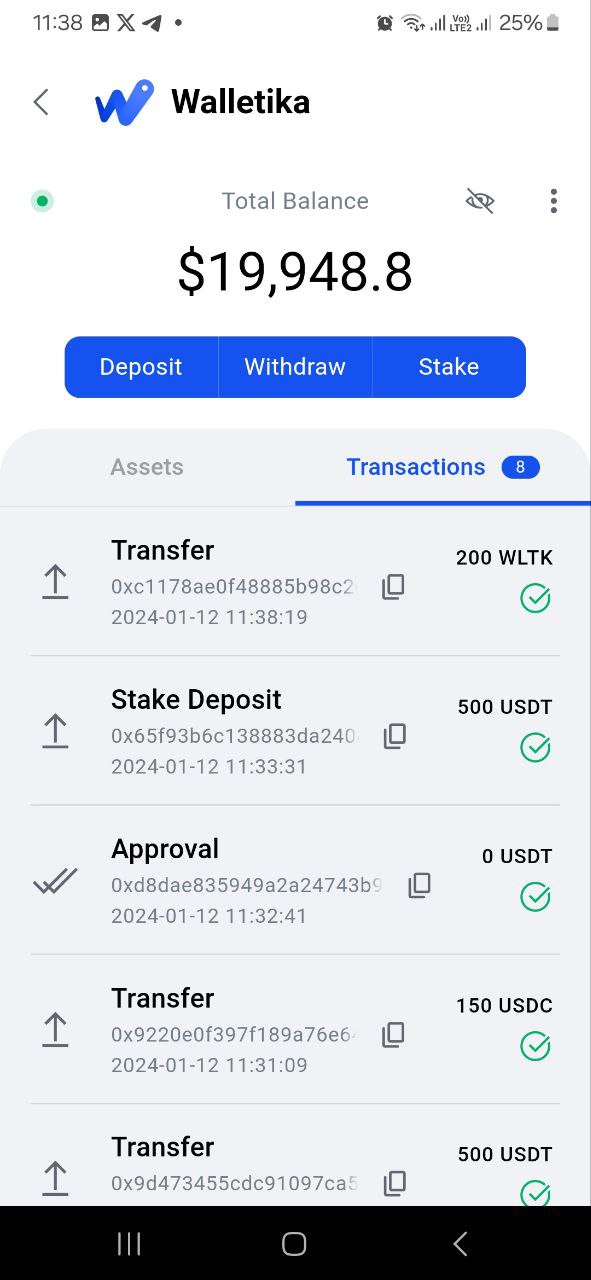 11:38
Vo))
LTE2
25%
Walletika
Total Balance
$19,948.8
Deposit Withdraw Stake
Assets Transactions 8
Transfer
200 WLTK
0xc1178ae0f48885b98c2
2024-01-12 11:38:19
Stake Deposit
500 USDT
0x65f93b6c138883da240
2024-01-12 11:33:31
Approval
0 USDT
0xd8dae835949a2a24743b9
2024-01-12 11:32:41
Transfer
150 USDC
0x9220e0f397f189a76e6
2024-01-12 11:31:09
Transfer
500 USDT
0x9d473455cdc91097ca5